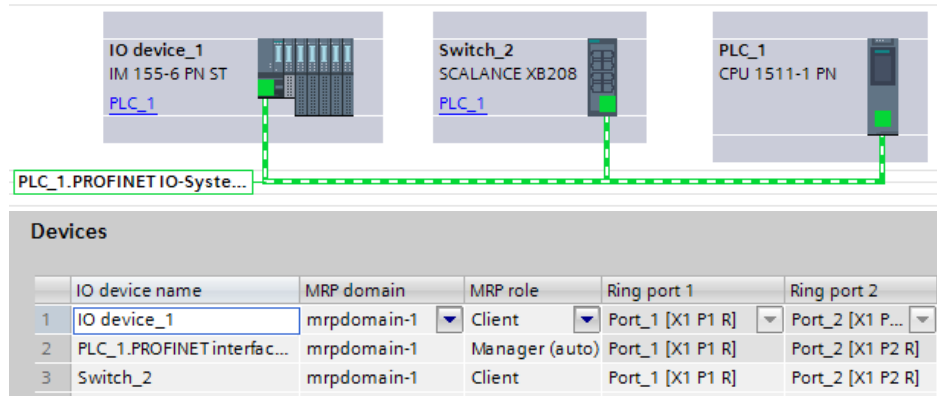 IO device_1
IM 155-6 PN ST
PLC_1
Switch_2
SCALANCE XB208
PLC_1
PLC_1
CPU 1511-1 PN
PLC_1.PROFINET IO-Syste...
Devices
IO device name MRP domain MRP role Ring port 1 Ring port 2
1 IO device_1 mrpdomain-1 Client Port_1 [X1 P1 R] Port_2 [X1 P...
2 PLC_1.PROFINET interfac... mrpdomain-1 Manager (auto) Port_1 [X1 P1 R] Port_2 [X1 P2 R]
3 Switch_2 mrpdomain-1 Client Port_1 [X1 P1 R] Port_2 [X1 P2 R]